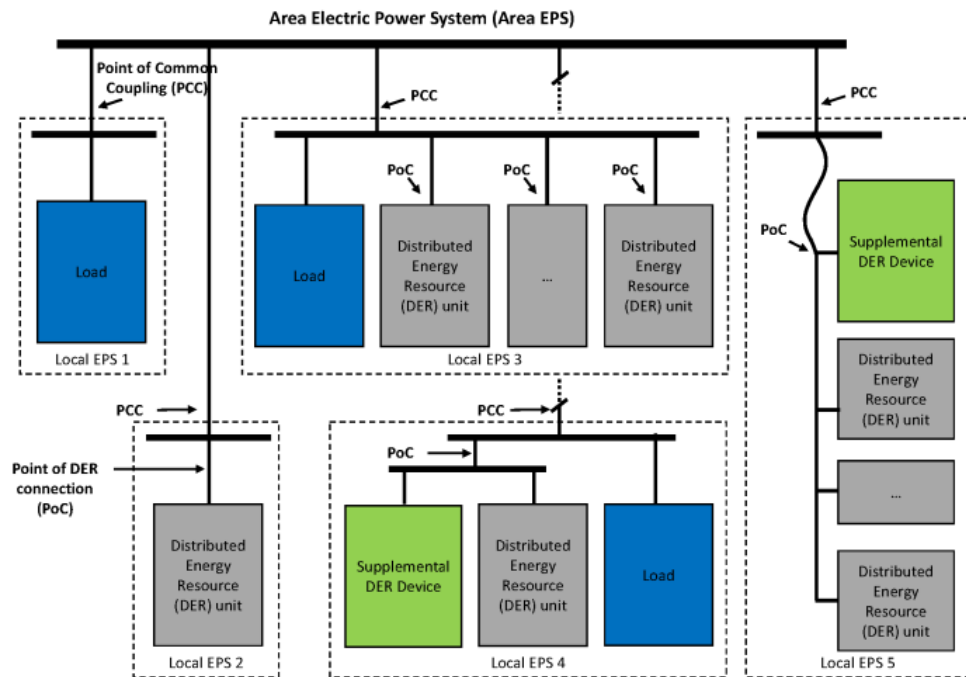 Area Electric Power System (Area EPS)
Point of Common
Coupling (PCC)
PCC
PCC
PoC
PoC
PoC
Load
Load
Distributed
Energy
Resource
(DER) unit
...
Distributed
Energy
Resource
(DER) unit
Local EPS 1
Local EPS 3
PoC
Supplemental
DER Device
Distributed
Energy
Resource
(DER) unit
...
Distributed
Energy
Resource
(DER) unit
Local EPS 5
PCC
Point of DER
connection
(PoC)
Distributed
Energy
Resource
(DER) unit
Local EPS 2
PCC
PoC
Supplemental
DER Device
Distributed
Energy
Resource
(DER) unit
Load
Local EPS 4